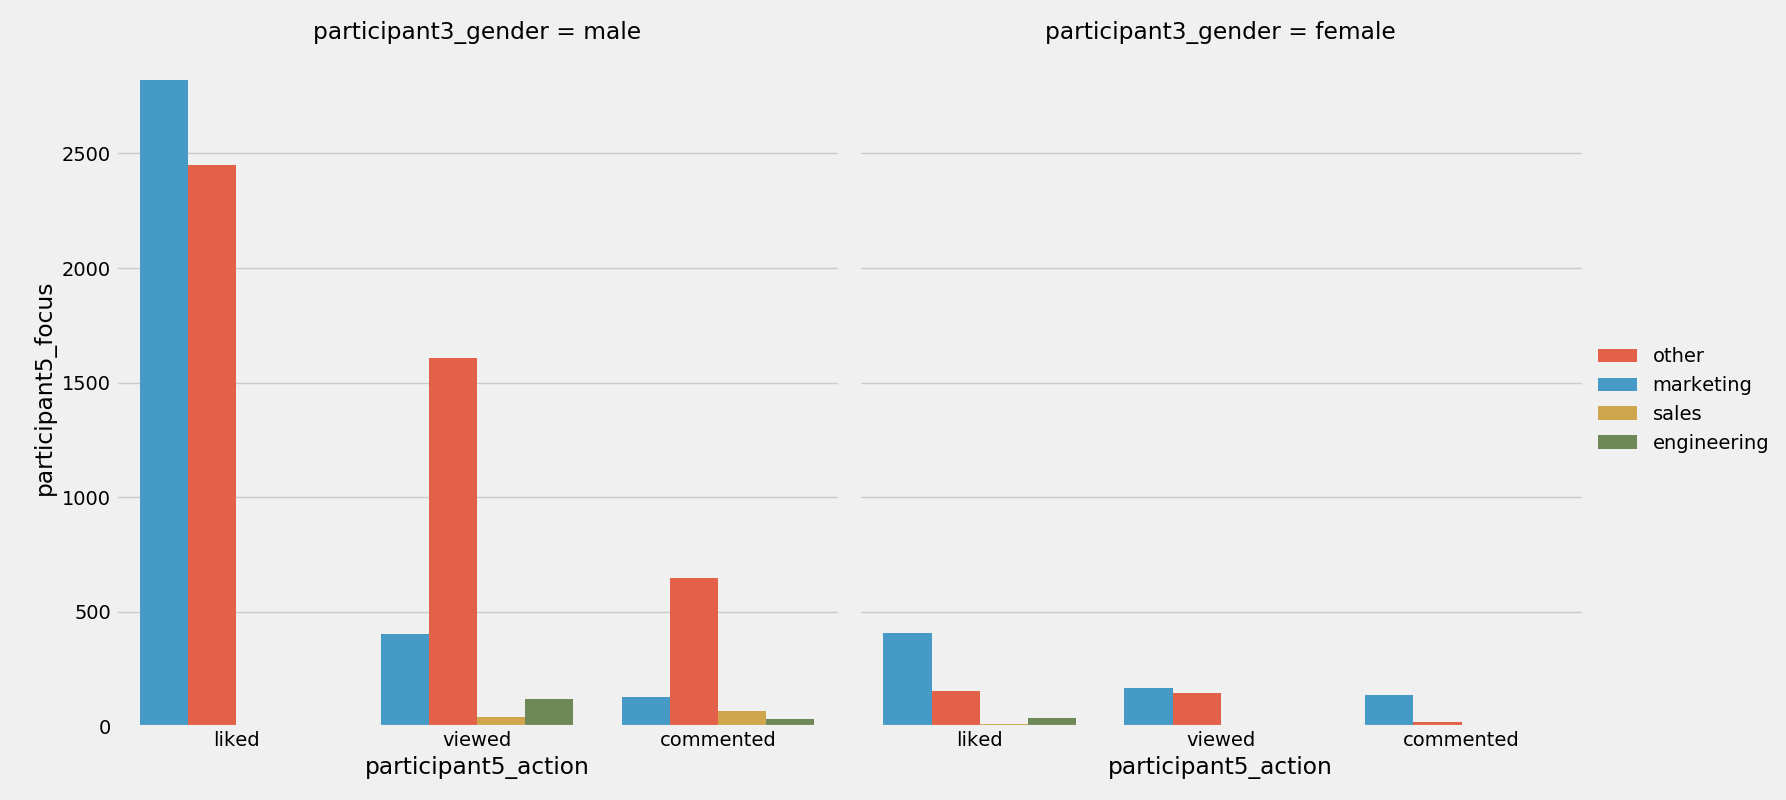 participant3_gender = male
participant3_gender = female
participant5_focus
2500
2000
1500
1000
500
0
liked
viewed
commented
participant5_action
liked
viewed
commented
participant5_action
other
marketing
sales
engineering